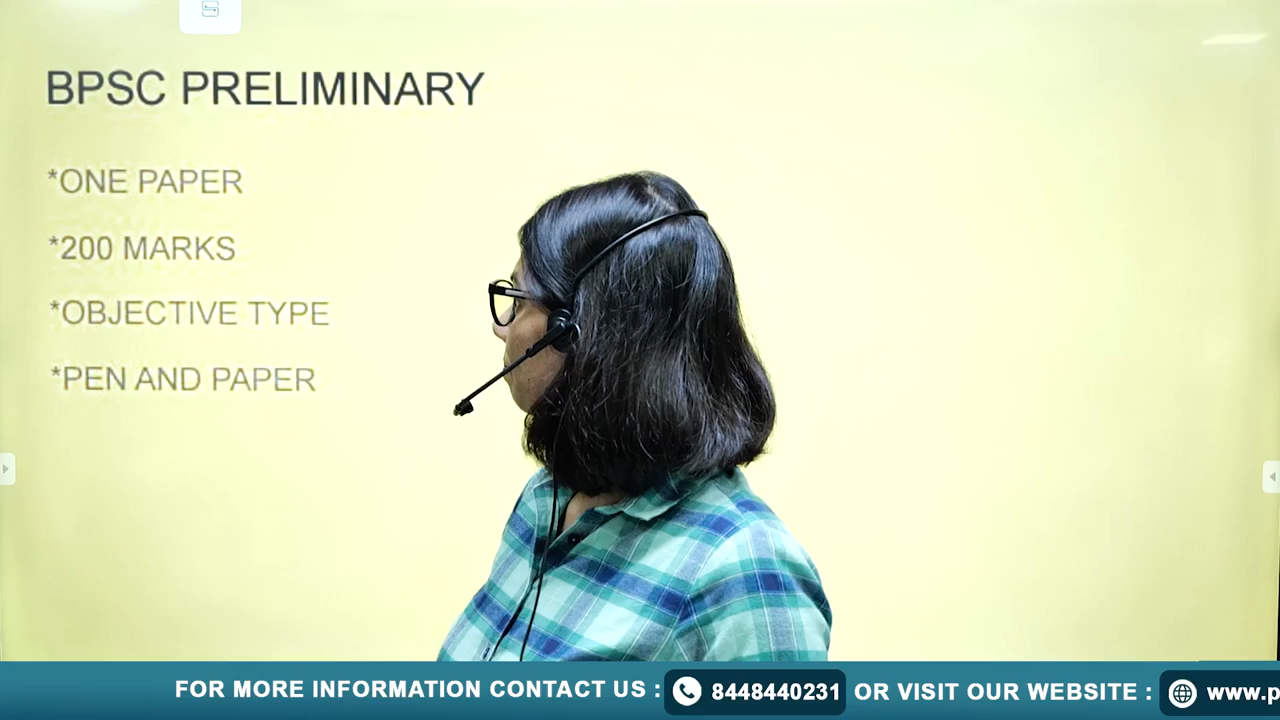 BPSC PRELIMINARY
*ONE PAPER
*200 MARKS
*OBJECTIVE TYPE
*PEN AND PAPER
FOR MORE INFORMATION CONTACT US : 8448440231 OR VISIT OUR WEBSITE : www.p